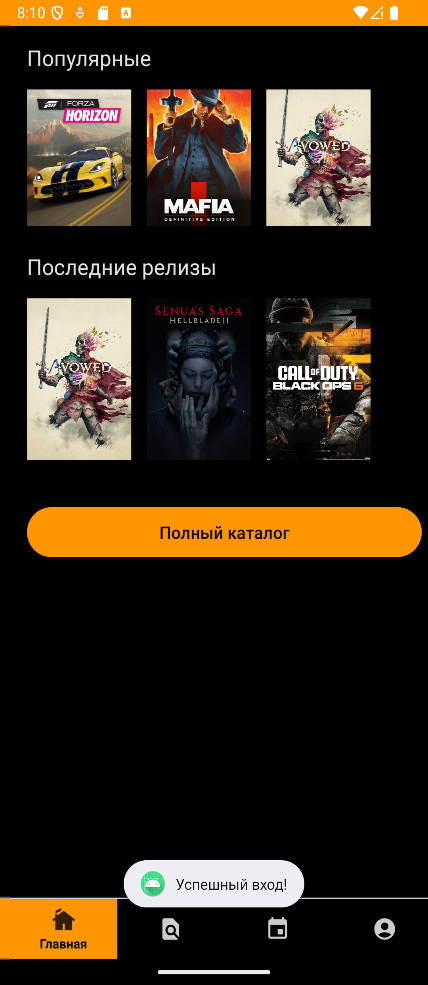 8:10
Популярные
FORZA
HORIZON
MAFIA
DEFINITIVE EDITION
AVOWED
Последние релизы
AVOWED
SENUA'S SAGA
HELLBLADE II
CALL OF DUTY
BLACK OPS 6
Полный каталог
Успешный вход!
Главная